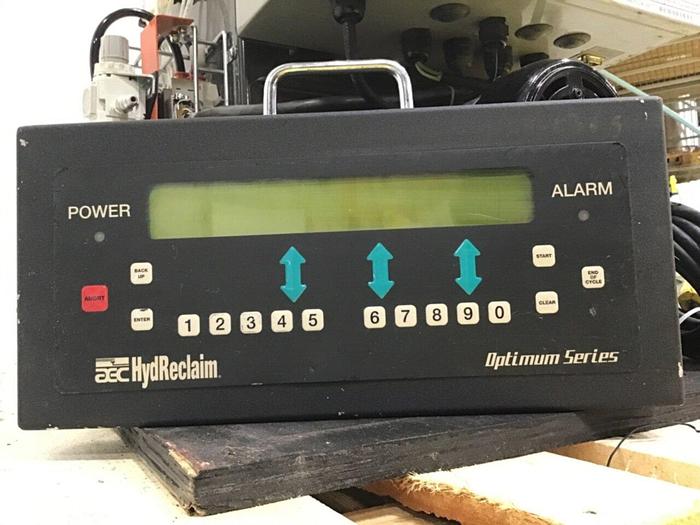 POWER
ALARM
BACK UP
START
END OF CYCLE
ABORT
ENTER
CLEAR
1 2 3 4 5 6 7 8 9 0
aec HydReclaim
Optimum Series